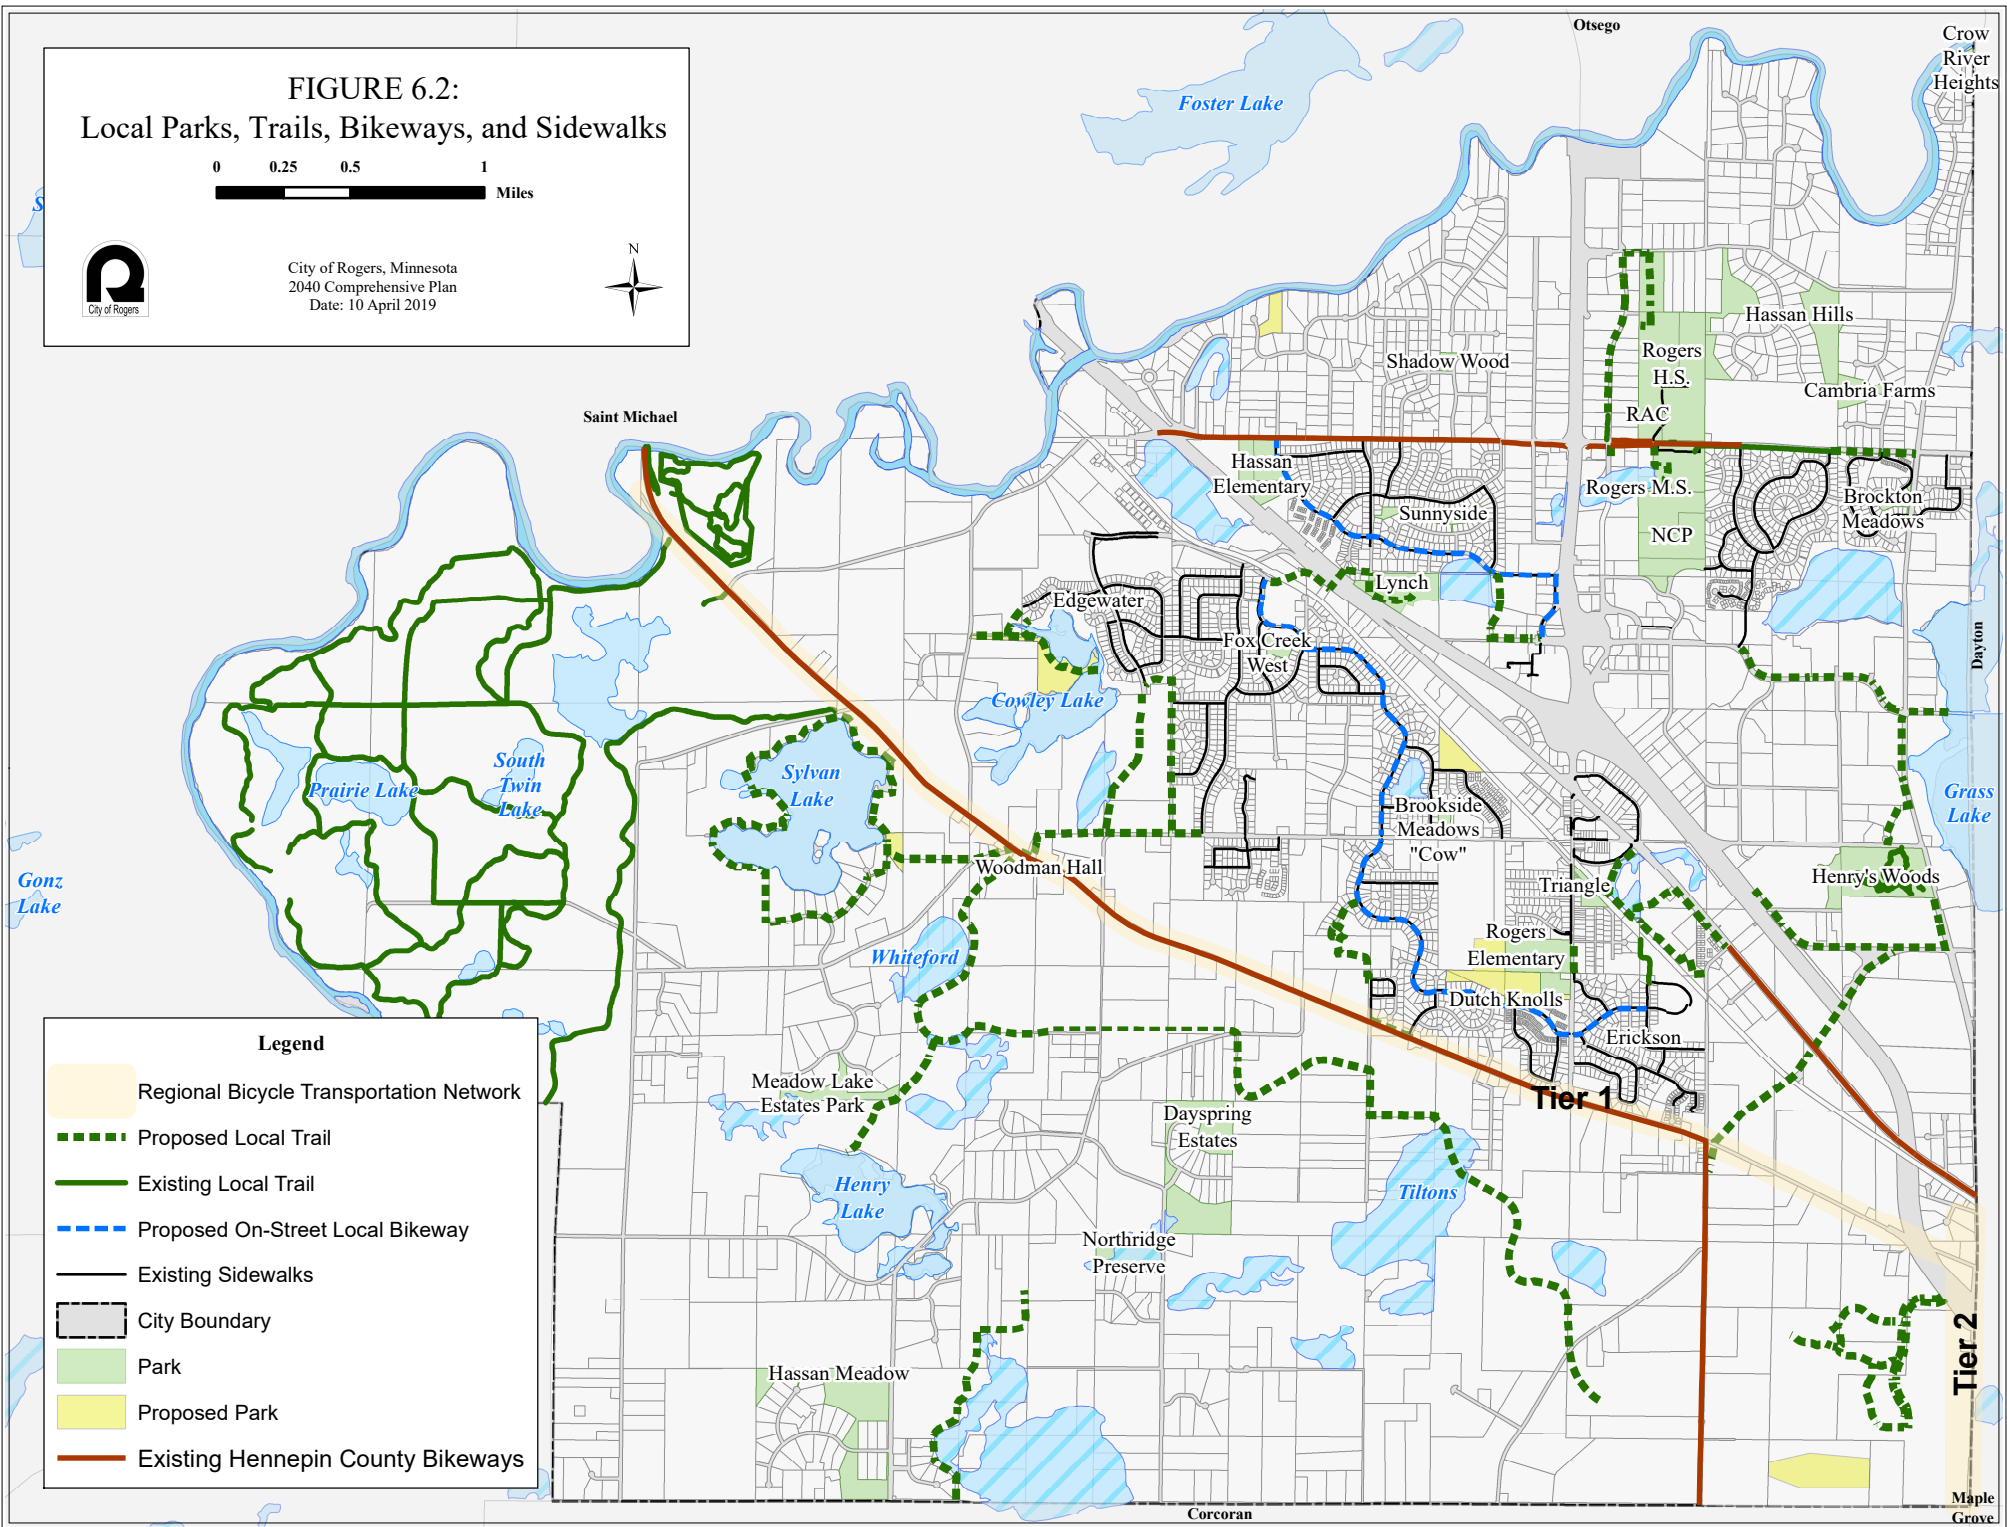 FIGURE 6.2:
Local Parks, Trails, Bikeways, and Sidewalks
0 0.25 0.5 1
Miles
City of Rogers
City of Rogers, Minnesota
2040 Comprehensive Plan
Date: 10 April 2019
N
S
Otsego
Crow
River
Heights
Foster Lake
Hassan Hills
Rogers
H.S.
Shadow Wood
Cambria Farms
RAC
Saint Michael
Hassan
Elementary
Rogers M.S.
Sunnyside
Brockton
Meadows
NCP
Lynch
Edgewater
Fox Creek
West
Dayton
Cowley Lake
Sylvan
Lake
South
Twin
Lake
Prairie Lake
Grass
Lake
Brookside
Meadows
"Cow"
Woodman Hall
Triangle
Henry's Woods
Gonz
Lake
Rogers
Elementary
Whiteford
Dutch Knolls
Erickson
Meadow Lake
Estates Park
Tier 1
Dayspring
Estates
Henry
Lake
Tiltons
Northridge
Preserve
Tier 2
Hassan Meadow
Maple
Grove
Corcoran
Legend
Regional Bicycle Transportation Network
Proposed Local Trail
Existing Local Trail
Proposed On-Street Local Bikeway
Existing Sidewalks
City Boundary
Park
Proposed Park
Existing Hennepin County Bikeways